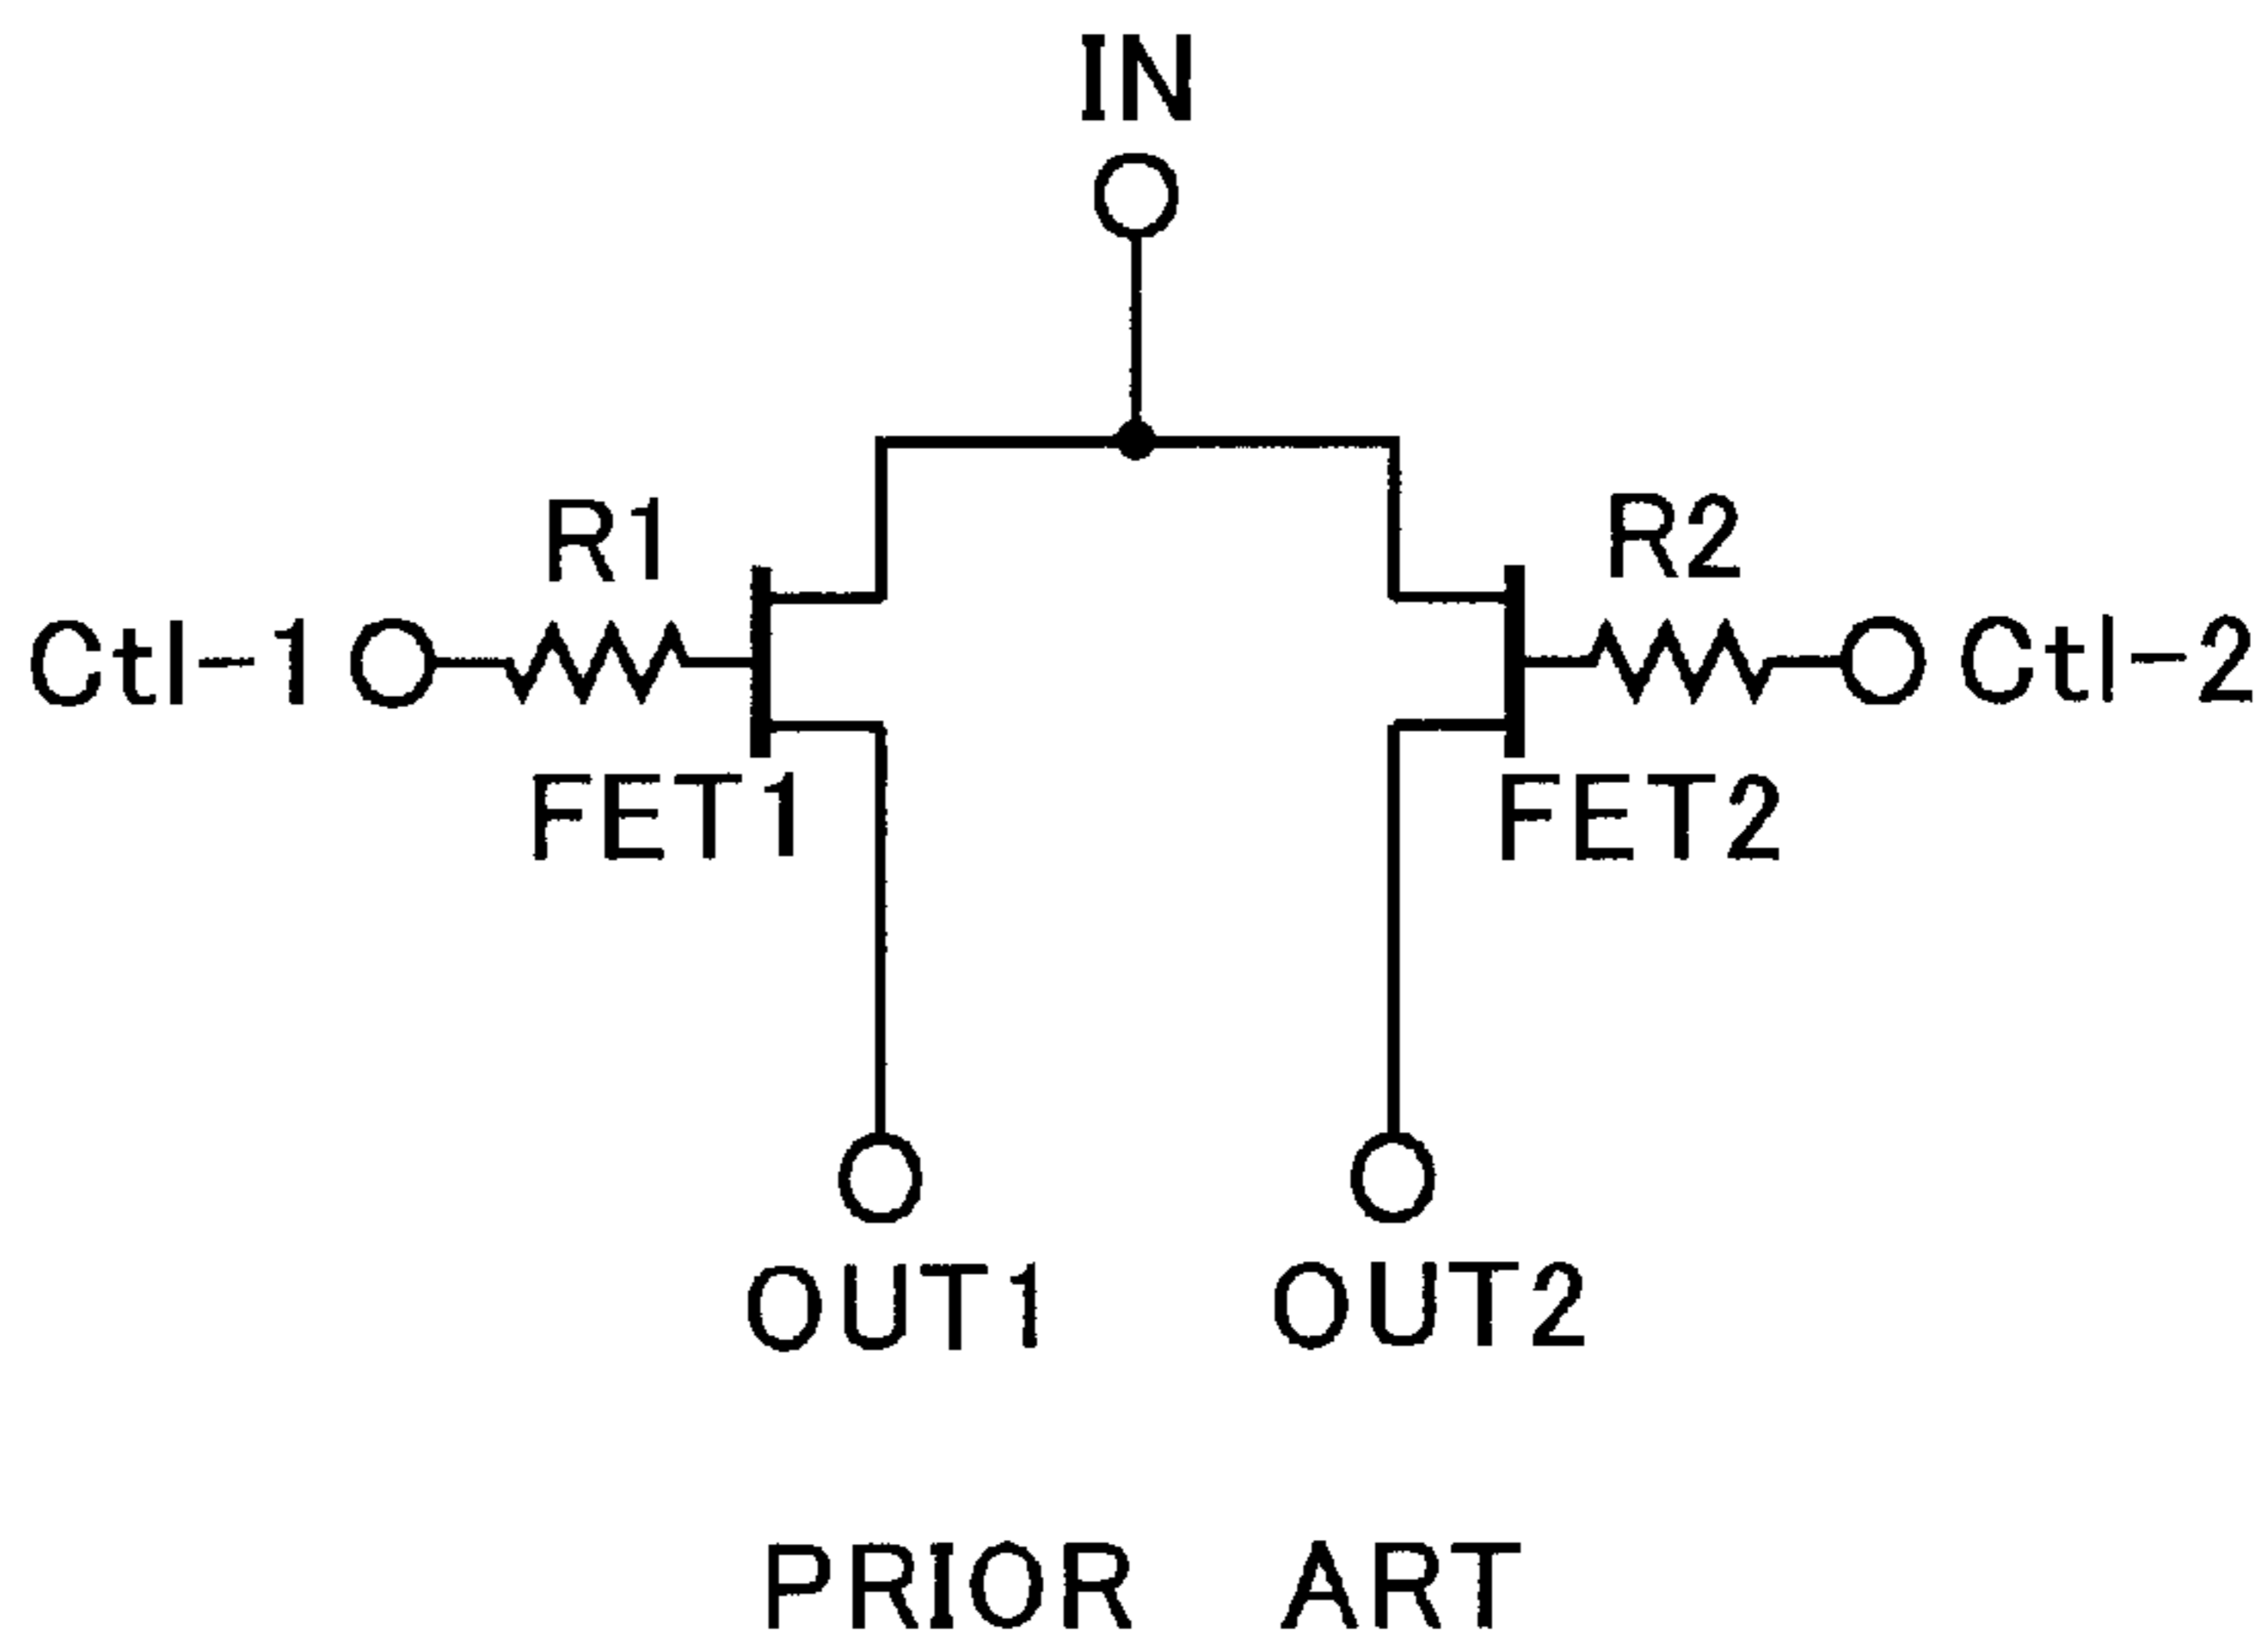 IN
R1
R2
Ctl-1
Ctl-2
FET1
FET2
OUT1
OUT2
PRIOR ART